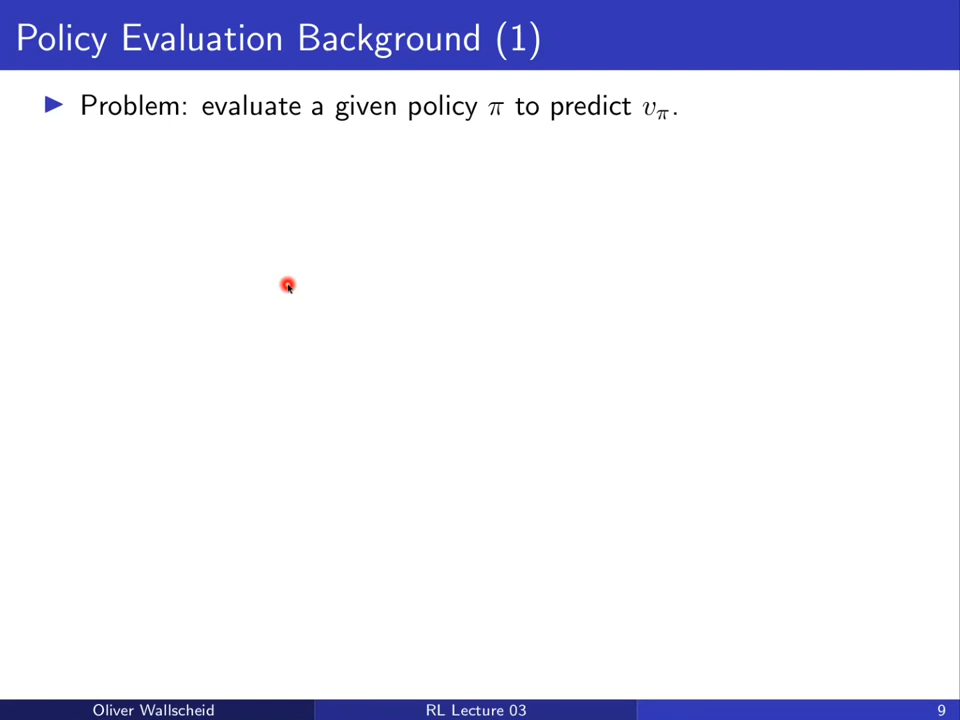 Policy Evaluation Background (1)
▶ Problem: evaluate a given policy π to predict vπ.
Oliver Wallscheid
RL Lecture 03
9